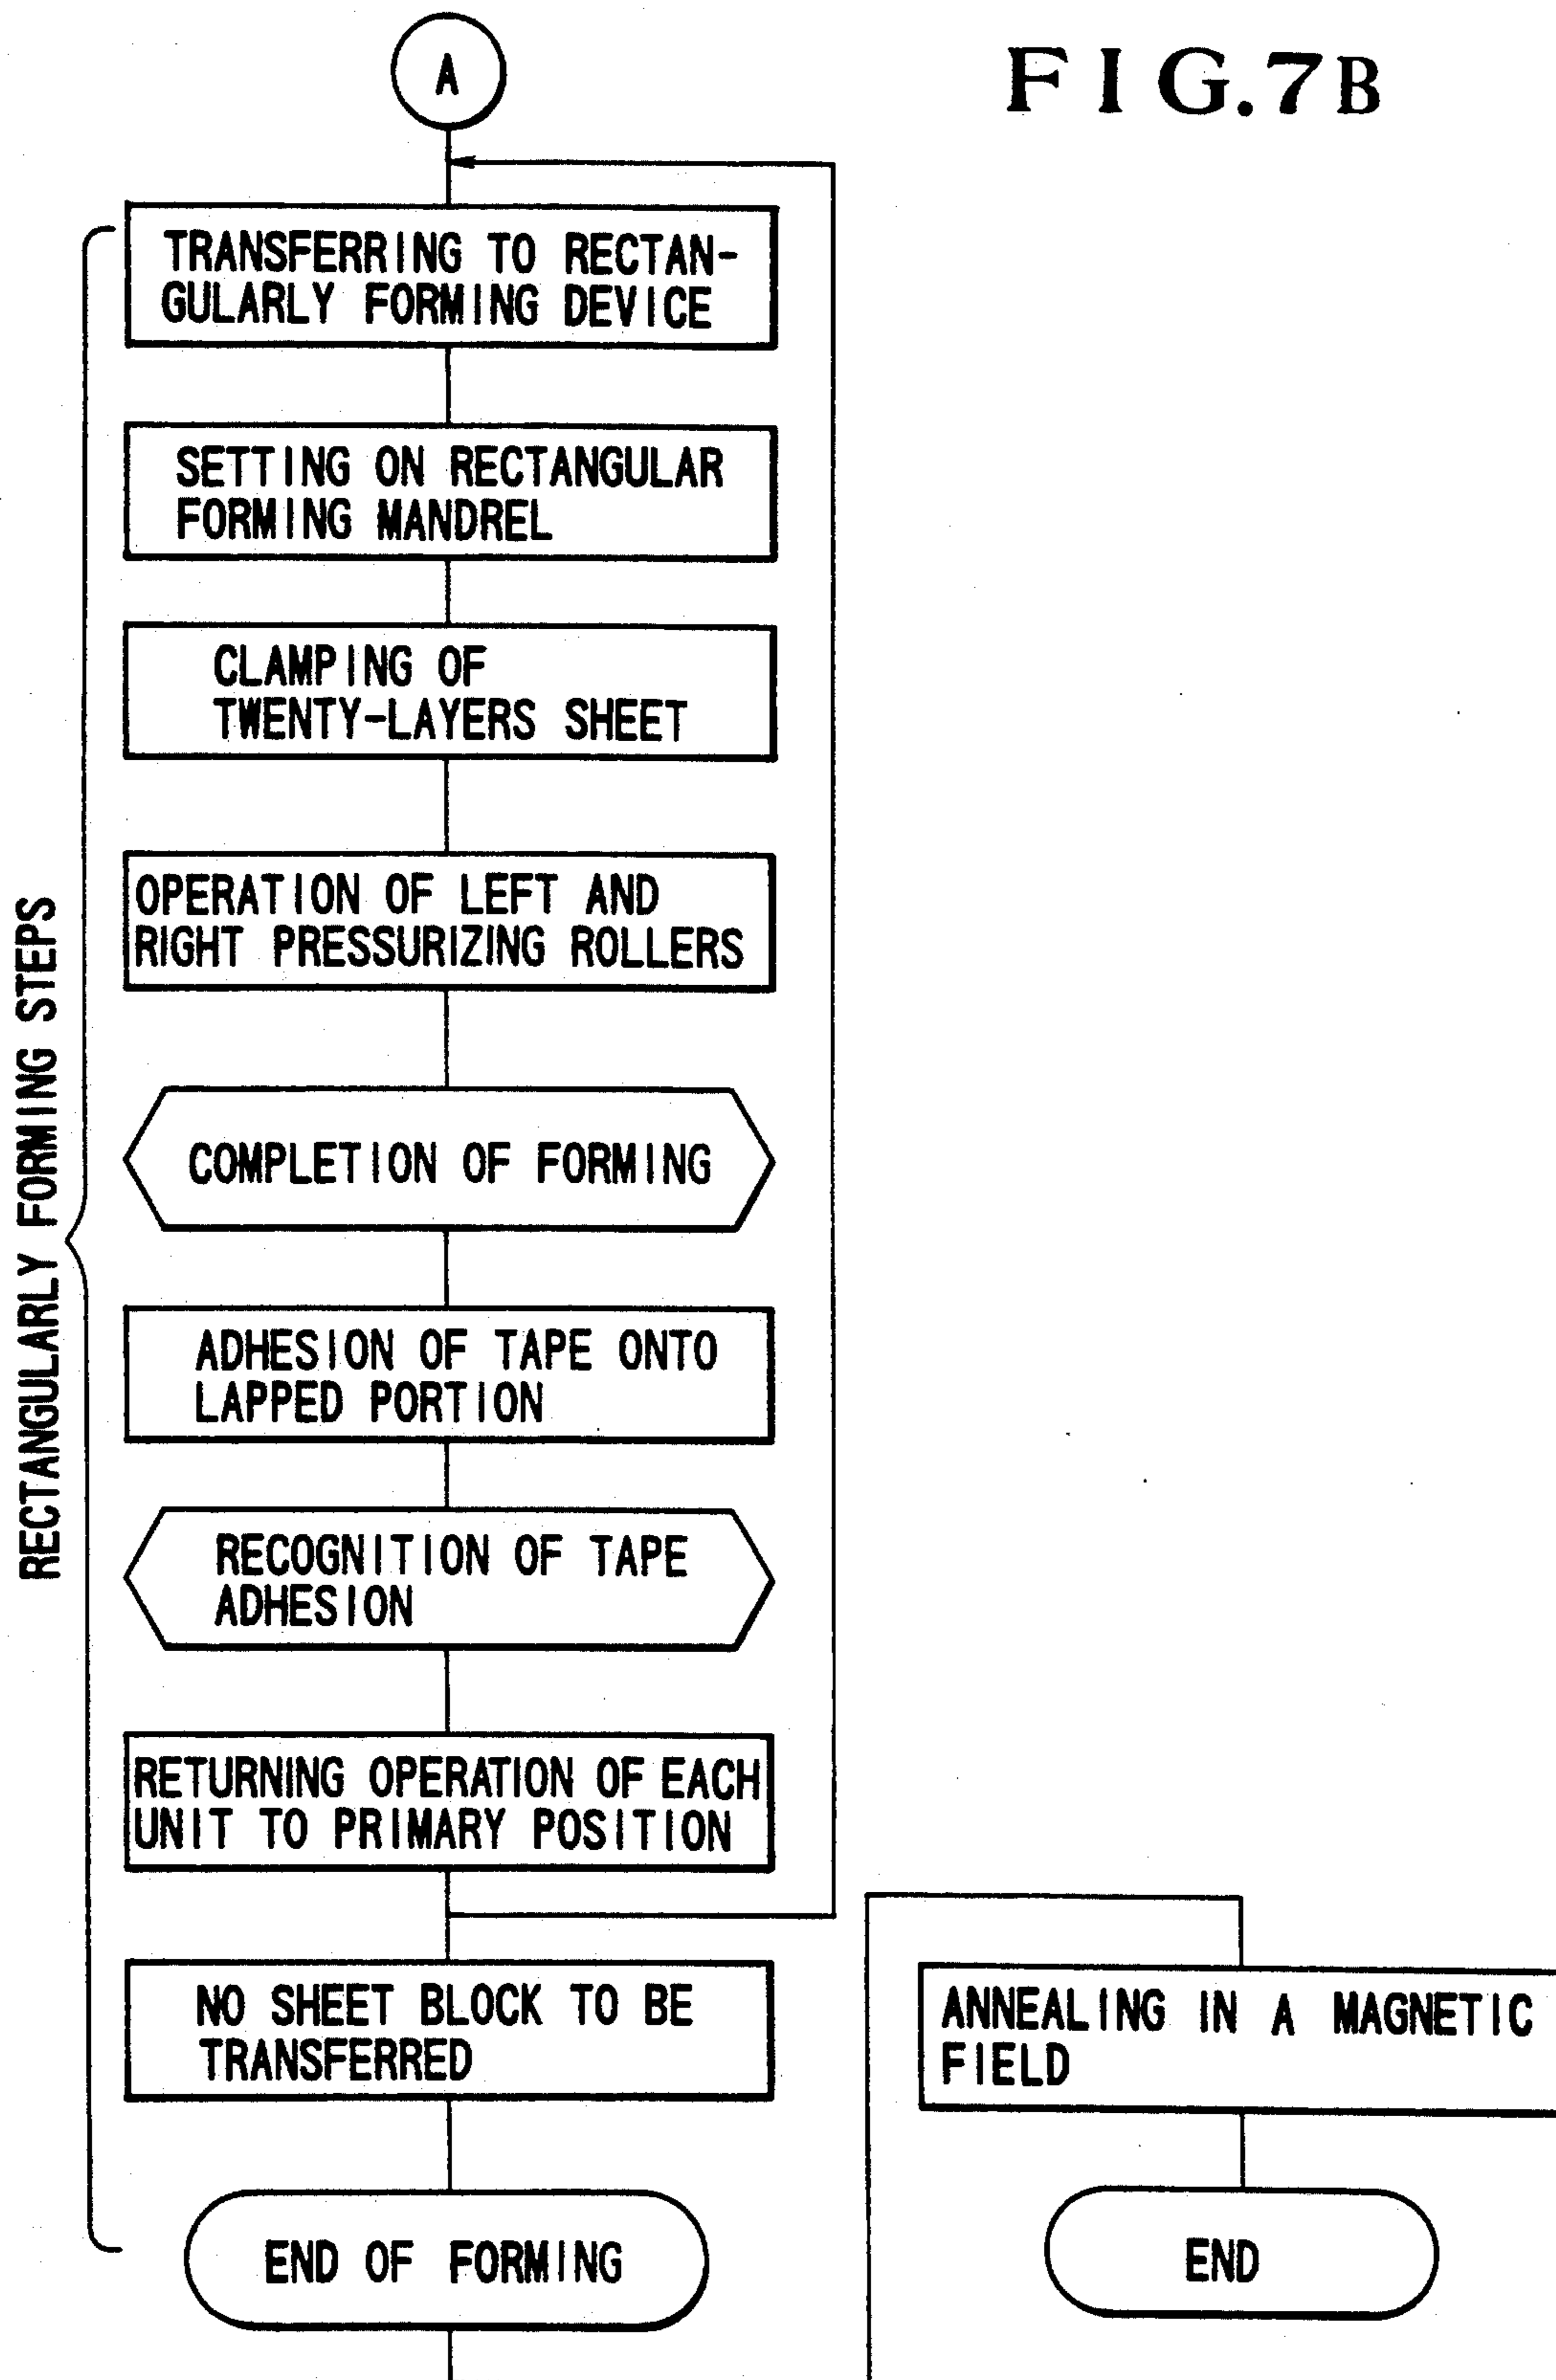 FIG.7B
A
TRANSFERRING TO RECTAN-
GULARLY FORMING DEVICE
SETTING ON RECTANGULAR
FORMING MANDREL
CLAMPING OF
TWENTY-LAYERS SHEET
OPERATION OF LEFT AND
RIGHT PRESSURIZING ROLLERS
COMPLETION OF FORMING
ADHESION OF TAPE ONTO
LAPPED PORTION
RECOGNITION OF TAPE
ADHESION
RETURNING OPERATION OF EACH
UNIT TO PRIMARY POSITION
NO SHEET BLOCK TO BE
TRANSFERRED
END OF FORMING
RECTANGULARLY FORMING STEPS
ANNEALING IN A MAGNETIC
FIELD
END